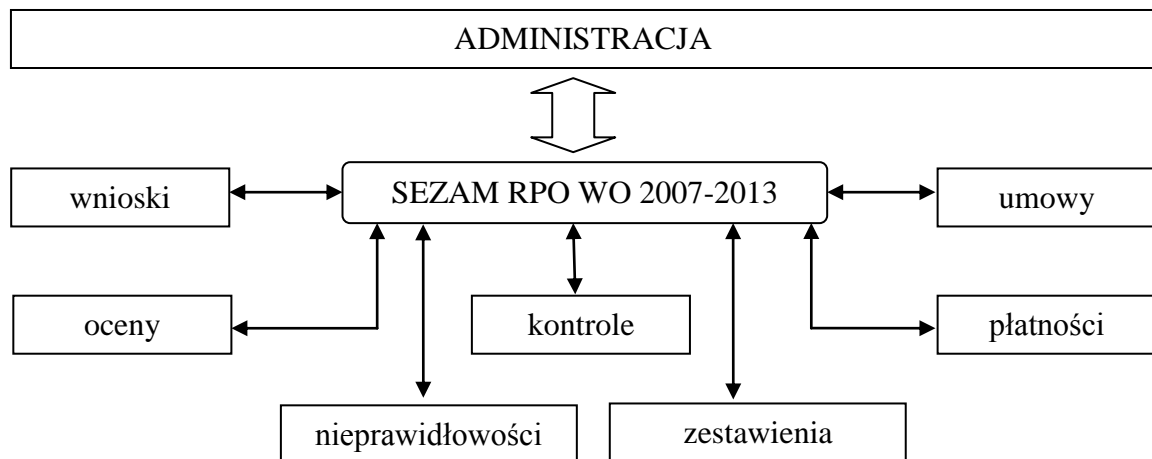 ADMINISTRACJA
wnioski
SEZAM RPO WO 2007-2013
umowy
oceny
kontrole
płatności
nieprawidłowości
zestawienia